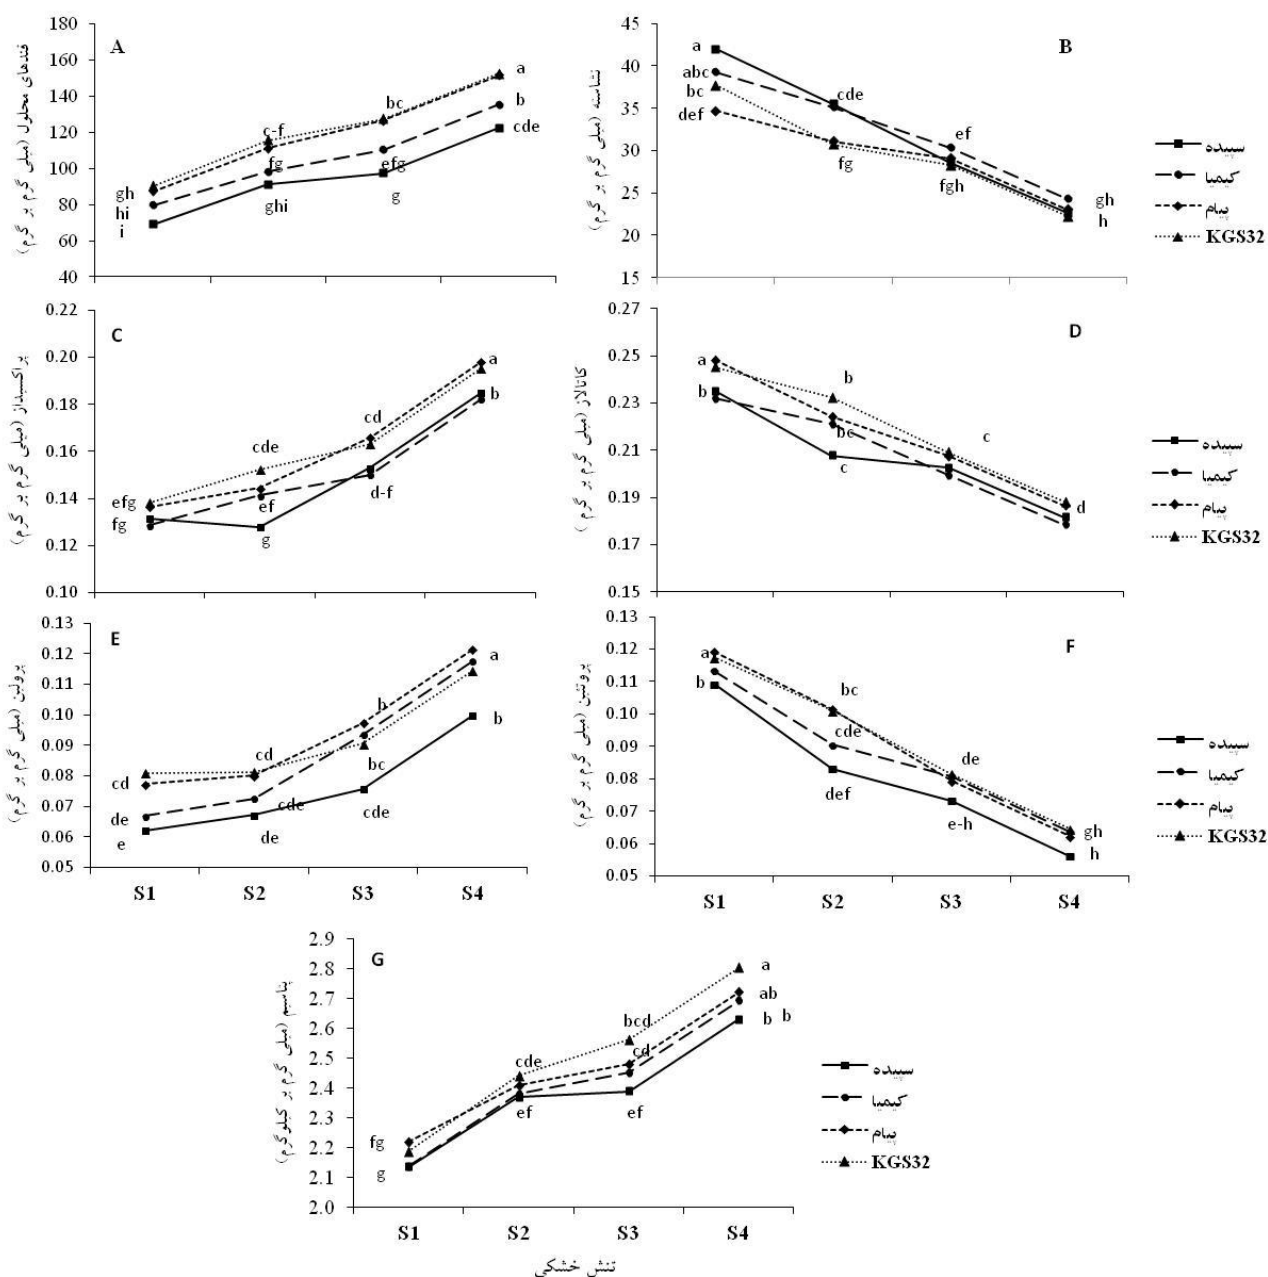 قندهای محلول (میلی گرم بر گرم)
180
160
140
120
100
80
60
40
A
a
b
cde
bc
c-f
fg
efg
g
gh
hi
i
ghi
نشاسته (میلی گرم بر گرم)
45
40
35
30
25
20
15
B
a
abc
bc
def
cde
fg
ef
fgh
gh
h
سپیده
کیمیا
پیام
KGS32
پراکسیداز (میلی گرم بر گرم)
0.22
0.20
0.18
0.16
0.14
0.12
0.10
C
a
b
cd
cde
d-f
efg
fg
ef
g
کاتالاز (میلی گرم بر گرم )
0.27
0.25
0.23
0.21
0.19
0.17
0.15
D
a
b
b
bc
c
c
d
سپیده
کیمیا
پیام
KGS32
پرولین (میلی گرم بر گرم)
0.13
0.12
0.11
0.10
0.09
0.08
0.07
0.06
0.05
E
a
b
b
cd
cd
bc
cde
cde
de
de
e
S1 S2 S3 S4
پروتئین (میلی گرم بر گرم)
0.13
0.12
0.11
0.10
0.09
0.08
0.07
0.06
0.05
F
a
b
bc
cde
def
de
e-h
gh
h
S1 S2 S3 S4
سپیده
کیمیا
پیام
KGS32
پتاسیم (میلی گرم بر کیلوگرم)
2.9
2.8
2.7
2.6
2.5
2.4
2.3
2.2
2.1
2.0
G
a
ab
b b
bcd
cd
cde
ef
ef
fg
g
S1 S2 S3 S4
تنش خشکی
سپیده
کیمیا
پیام
KGS32